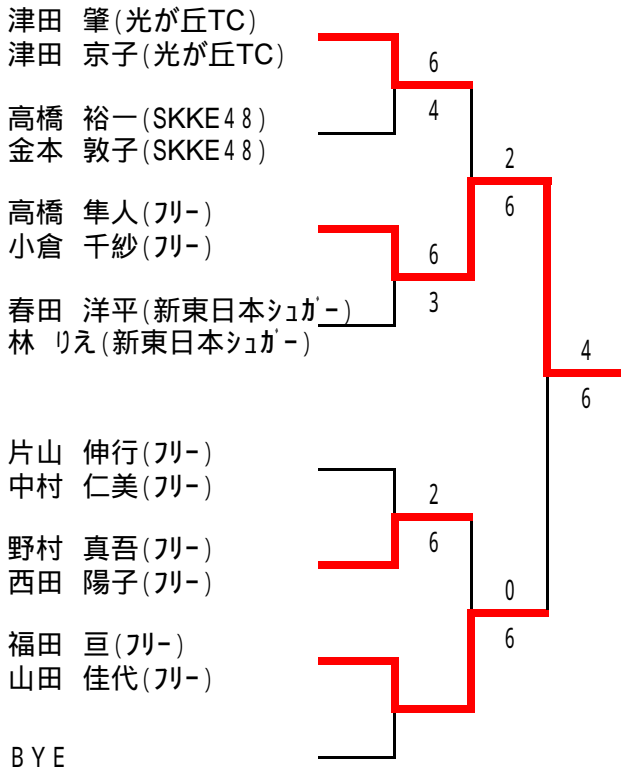 津田 肇(光が丘TC)
津田 京子(光が丘TC)
6
4
高橋 裕一(SKKE48)
金本 敦子(SKKE48)
2
6
高橋 隼人(ﾌﾘｰ)
小倉 千紗(ﾌﾘｰ)
6
3
春田 洋平(新東日本ｼｭｶﾞｰ)
林 りえ(新東日本ｼｭｶﾞｰ)
4
6
片山 伸行(ﾌﾘｰ)
中村 仁美(ﾌﾘｰ)
2
6
野村 真吾(ﾌﾘｰ)
西田 陽子(ﾌﾘｰ)
0
6
福田 亘(ﾌﾘｰ)
山田 佳代(ﾌﾘｰ)
BYE